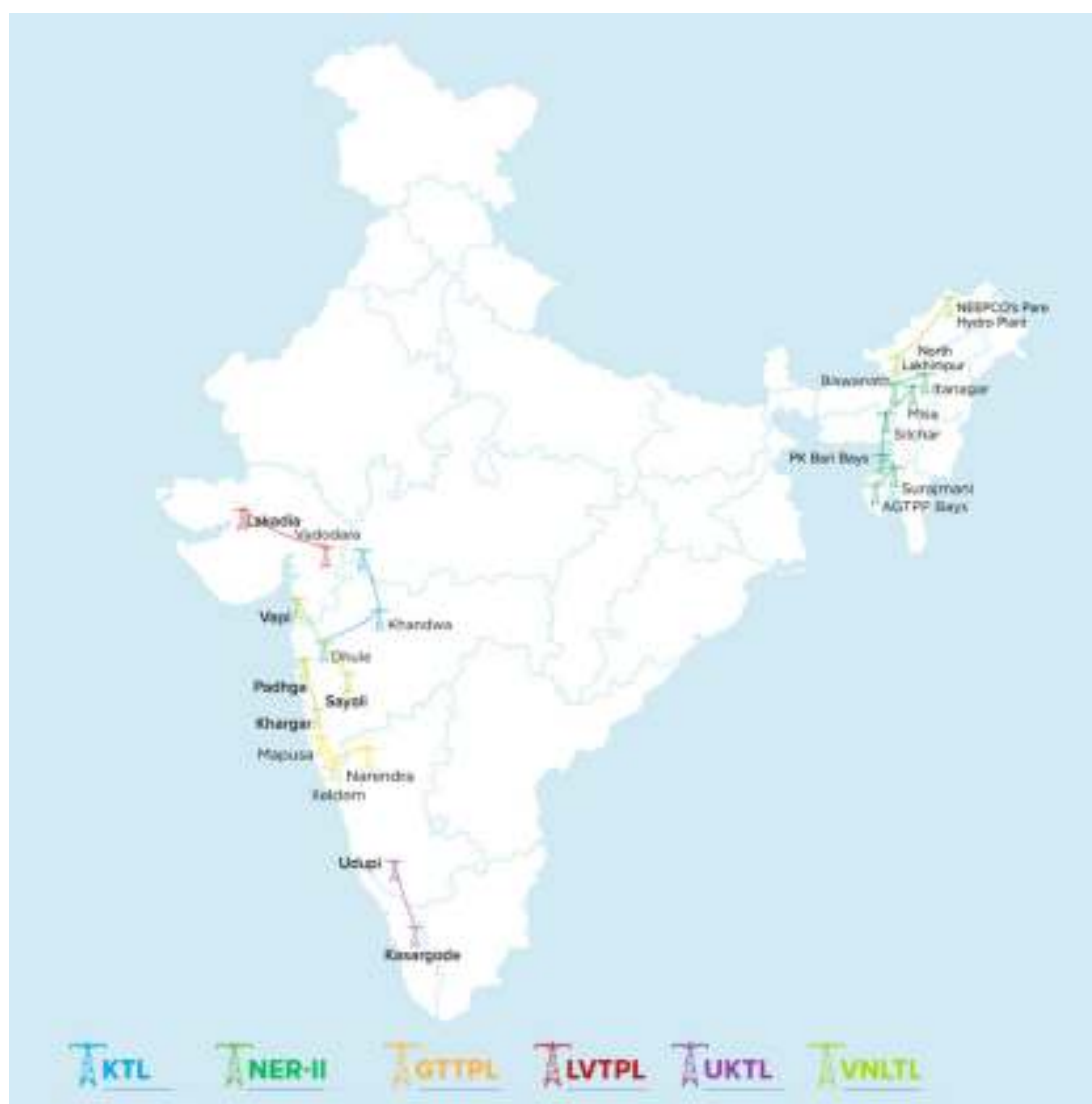 NEEPCO's Pare
Hydro Plant
North
Lakhimpur
Biswanath
Itanagar
Misa
Silchar
PK Bari Bays
Surajmani
AGTPP Bays
Lakadia
Vadodara
Vapi
Khandwa
Dhule
Padhge
Sayali
Khargar
Mapusa
Narendra
Xeldem
Udupi
Kasargode
KTL
NER-II
GTTPL
LVTPL
UKTL
VNLTL